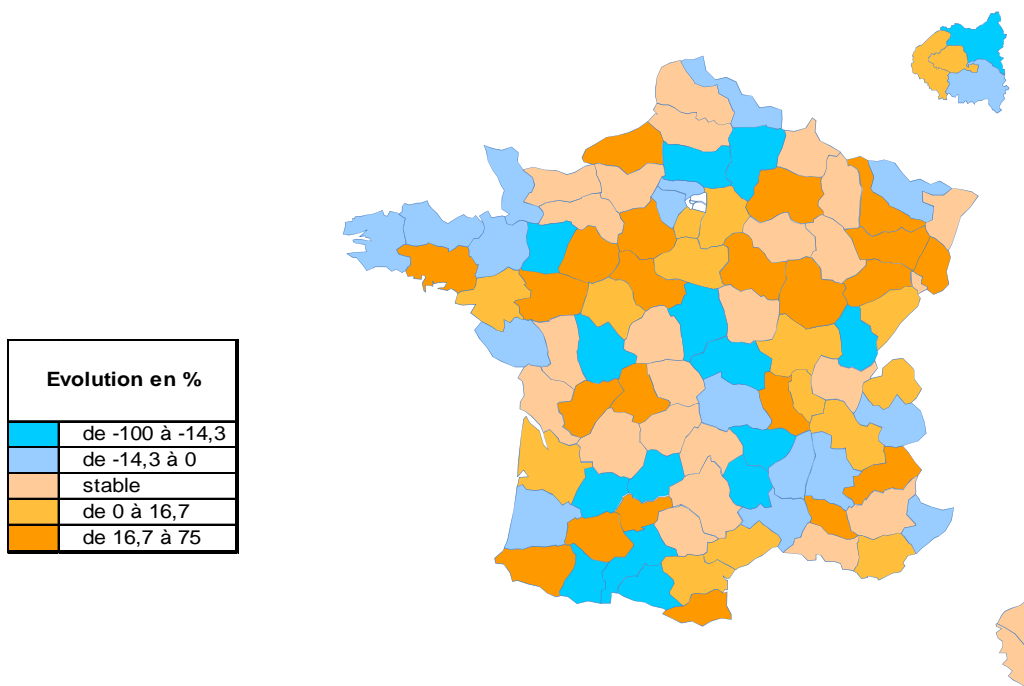 Evolution en %
de -100 à -14,3
de -14,3 à 0
stable
de 0 à 16,7
de 16,7 à 75